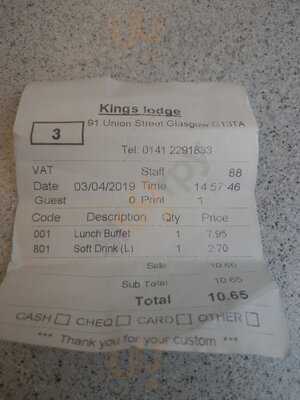 Kings lodge
91 Union Street Glasgow G13TA
3
Tel: 0141 2291833
VAT Staff 88
Date 03/04/2019 Time 14:57:46
Guest 0 Print 1
Code Description Qty Price
001 Lunch Buffet 1 7.95
801 Soft Drink (L) 1 2.70
Sale 10.65
Sub Total 10.65
Total 10.65
CASH CHEQ CARD OTHER
*** Thank you for your custom ***